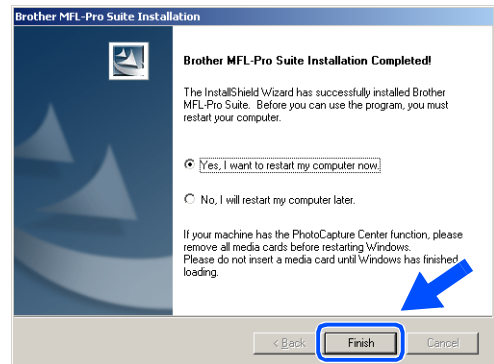 Brother MFL-Pro Suite Installation
Brother MFL-Pro Suite Installation Completed!
The InstallShield Wizard has successfully installed Brother
MFL-Pro Suite. Before you can use the program, you must
restart your computer.
Yes, I want to restart my computer now.
No, I will restart my computer later.
If your machine has the PhotoCapture Center function, please
remove all media cards before restarting Windows.
Please do not insert a media card until Windows has finished
loading.
< Back Finish Cancel